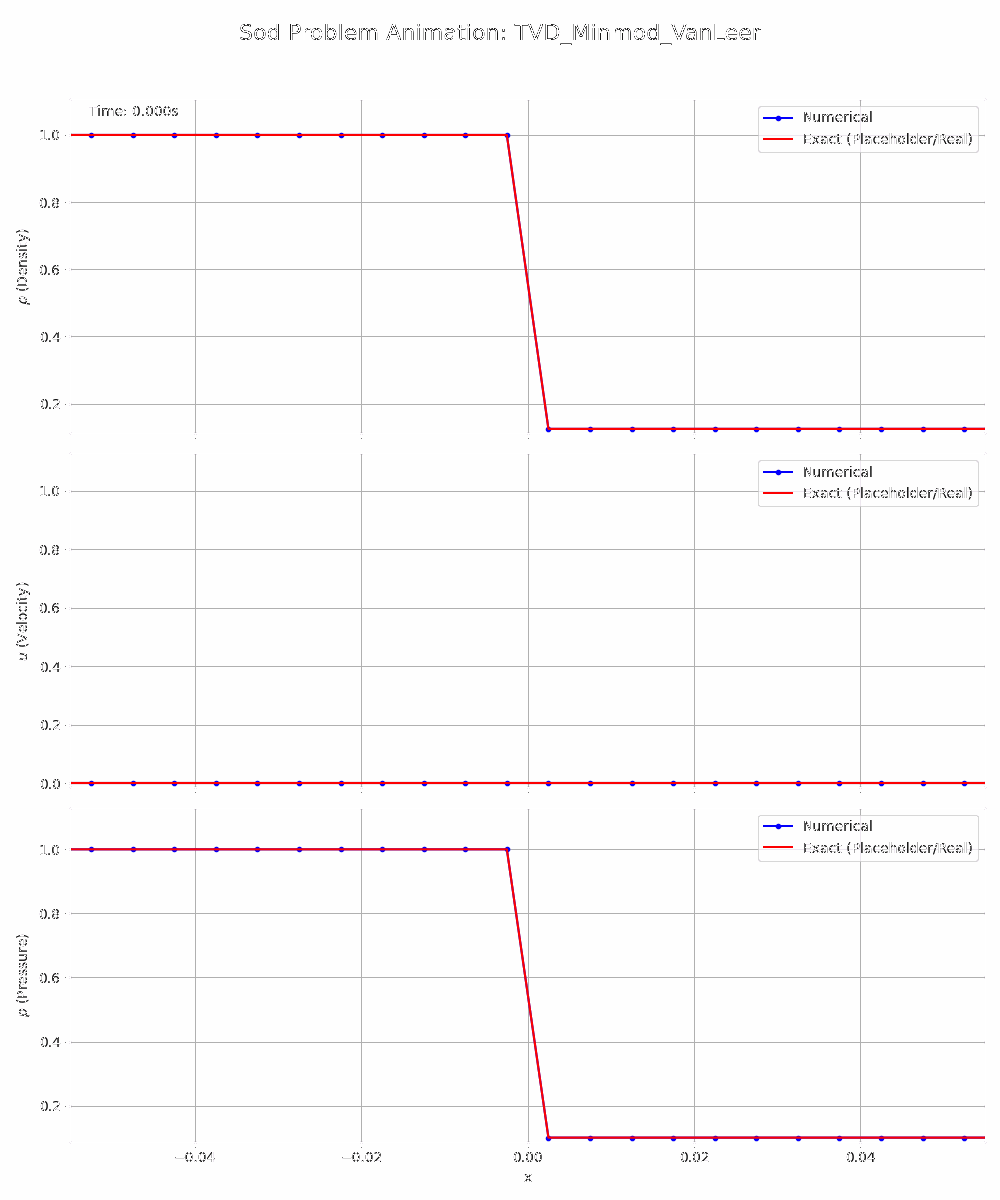 Sod Problem Animation: TVD_Minmod_VanLeer
Time: 0.000s
Numerical
Exact (Placeholder/Real)
1.0
0.8
0.6
0.4
0.2
ρ (Density)
Numerical
Exact (Placeholder/Real)
1.0
0.8
0.6
0.4
0.2
0.0
u (Velocity)
Numerical
Exact (Placeholder/Real)
1.0
0.8
0.6
0.4
0.2
p (Pressure)
−0.04 −0.02 0.00 0.02 0.04
x